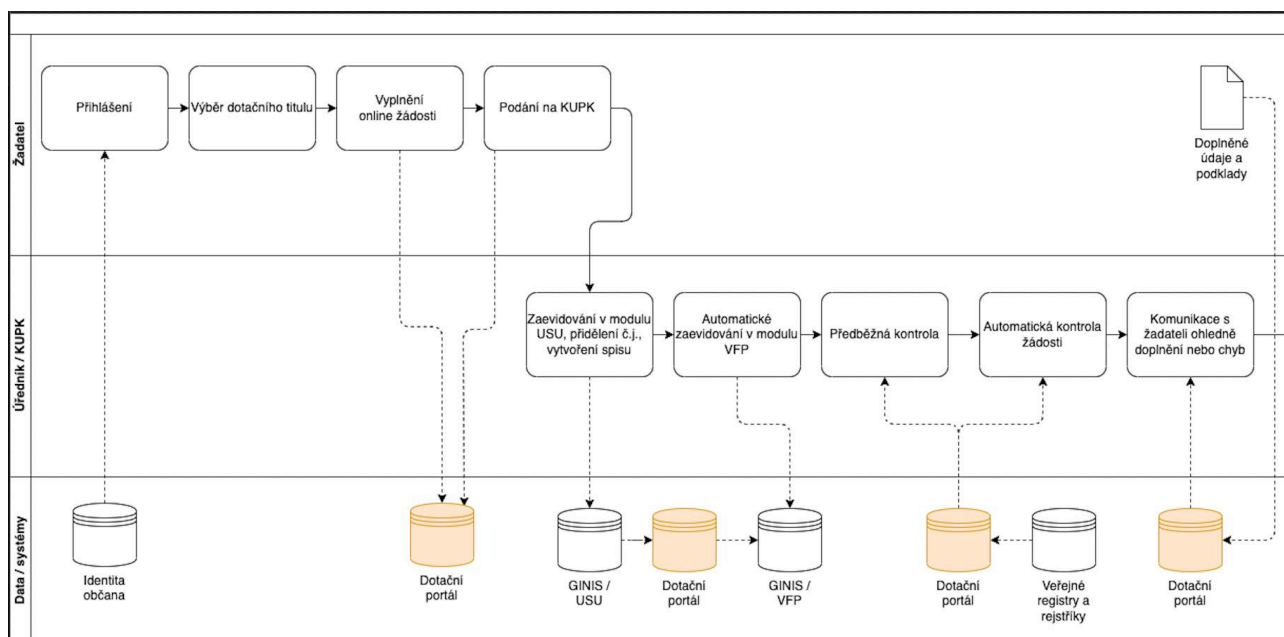 Žadatel
Přihlášení
Výběr dotačního titulu
Vyplnění
online žádosti
Podání na KUPK
Doplněné
údaje a
podklady
Úředník / KUPK
Zaevidování v modulu
USU, přidělení č.j.,
vytvoření spisu
Automatické
zaevidování v modulu
VFP
Předběžná kontrola
Automatická kontrola
žádosti
Komunikace s
žadateli ohledně
doplnění nebo chyb
Data / systémy
Identita
občana
Dotační
portál
GINIS /
USU
Dotační
portál
GINIS /
VFP
Dotační
portál
Veřejné
registry a
rejstříky
Dotační
portál